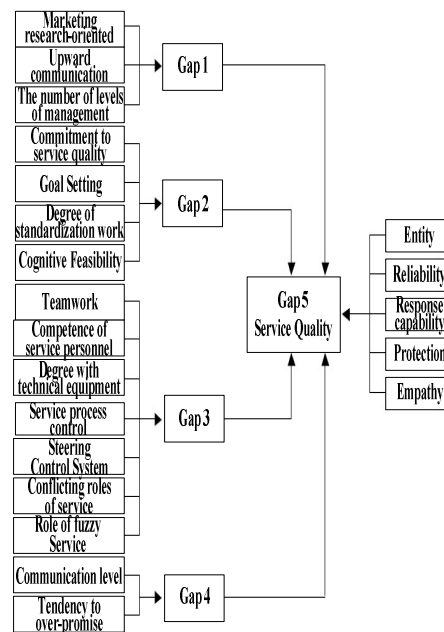 Marketing
research-oriented
Upward
communication
The number of levels
of management
Gap 1
Commitment to
service quality
Goal Setting
Degree of
standardization work
Cognitive Feasibility
Gap 2
Teamwork
Competence of
service personnel
Degree with
technical equipment
Service process
control
Steering
Control System
Conflicting roles
of service
Role of fuzzy
Service
Gap 3
Communication level
Tendency to
over-promise
Gap 4
Gap 5
Service Quality
Entity
Reliability
Response
capability
Protection
Empathy